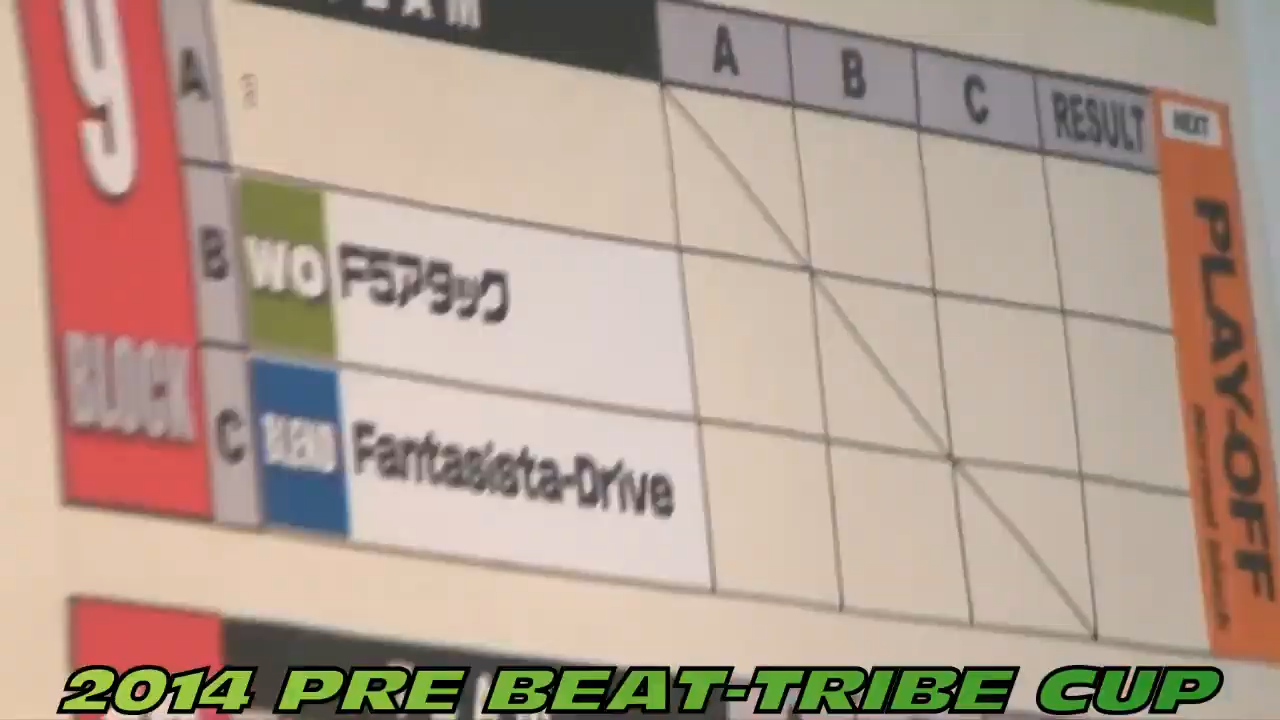 A B C RESULT NEXT
9 BLOCK
A
B WO F5アタック
C BLEND Fantasista-Drive
PLAY-OFF
2014 PRE BEAT-TRIBE CUP